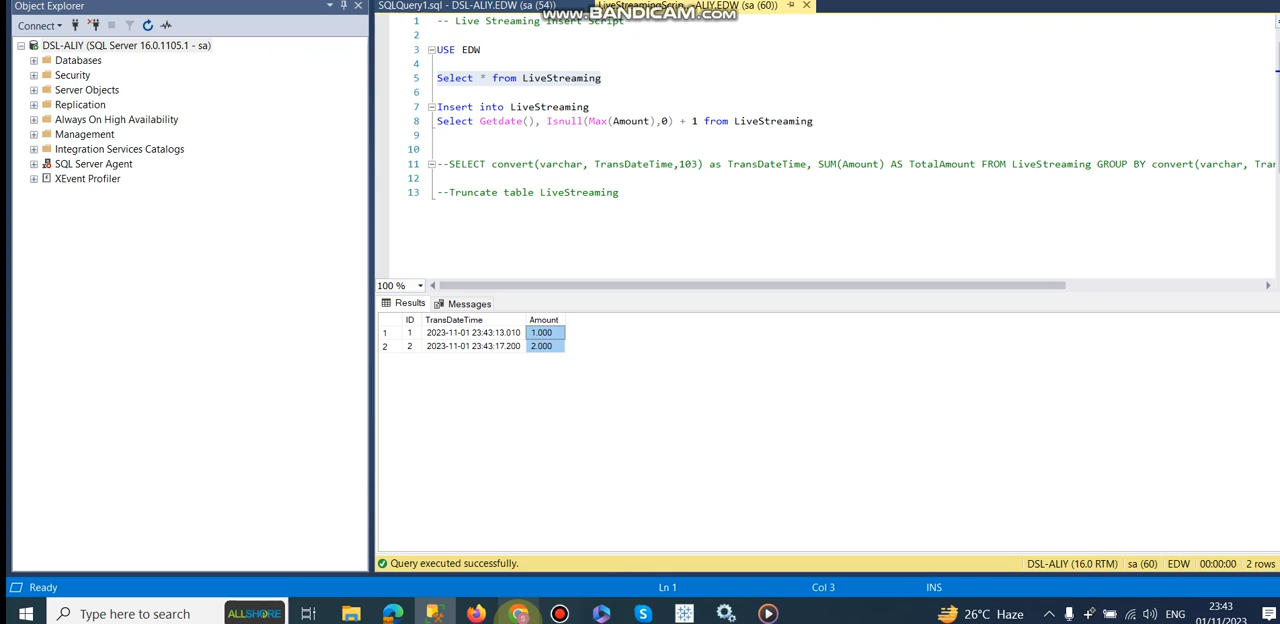 Object Explorer
SQLQuery1.sql - DSL-ALIY.EDW (sa (54))
ALIY.EDW (sa (60))
www.BANDICAM.com
Connect
DSL-ALIY (SQL Server 16.0.1105.1 - sa)
Databases
Security
Server Objects
Replication
Always On High Availability
Management
Integration Services Catalogs
SQL Server Agent
XEvent Profiler
1 -- Live Streaming Insert Script
2
3 USE EDW
4
5 Select * from LiveStreaming
6
7 Insert into LiveStreaming
8 Select Getdate(), Isnull(Max(Amount),0) + 1 from LiveStreaming
9
10
11 --SELECT convert(varchar, TransDateTime,103) as TransDateTime, SUM(Amount) AS TotalAmount FROM LiveStreaming GROUP BY convert(varchar, Tran
12
13 --Truncate table LiveStreaming
100 %
Results Messages
ID TransDateTime Amount
1 1 2023-11-01 23:43:13.010 1.000
2 2 2023-11-01 23:43:17.200 2.000
Query executed successfully. DSL-ALIY (16.0 RTM) sa (60) EDW 00:00:00 2 rows
Ready Ln 1 Col 3 INS
Type here to search ALLSHORE 26°C Haze ENG 23:43
01/11/2023